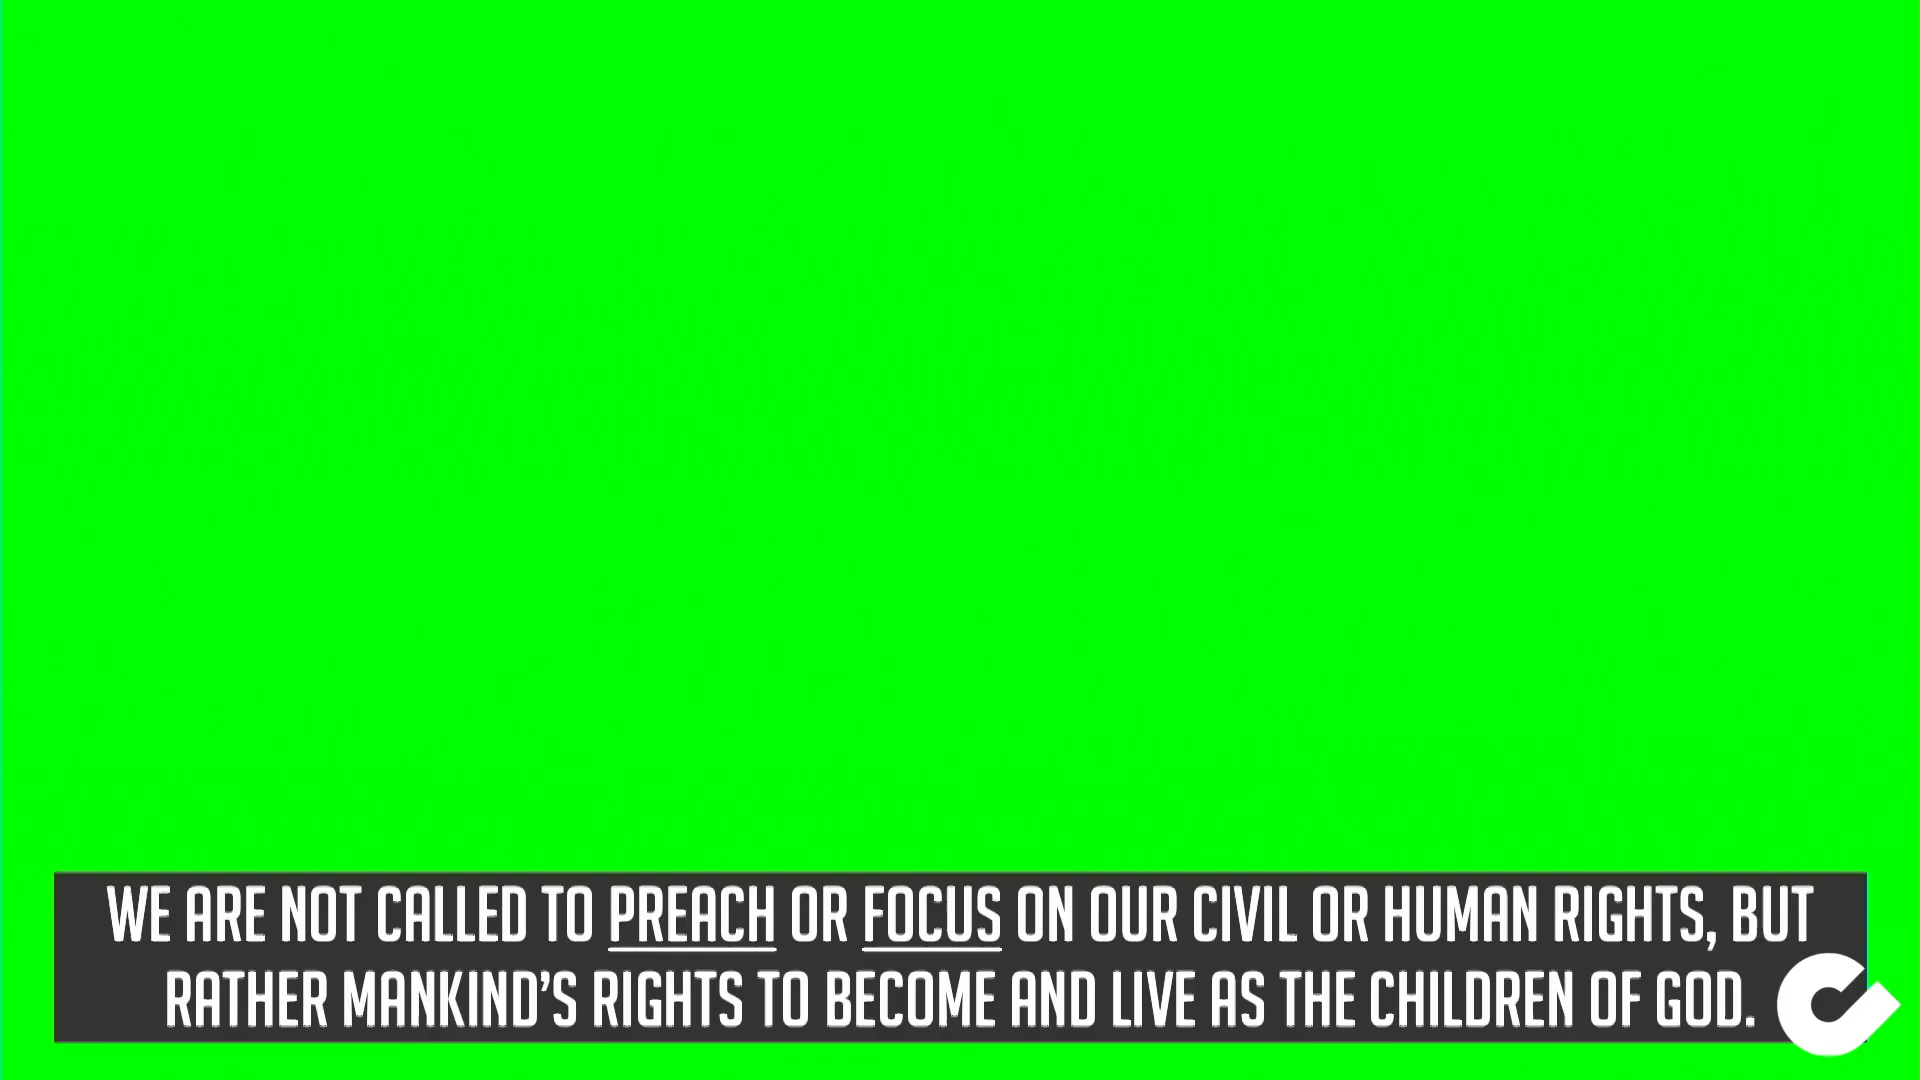 WE ARE NOT CALLED TO PREACH OR FOCUS ON OUR CIVIL OR HUMAN RIGHTS, BUT
RATHER MANKIND'S RIGHTS TO BECOME AND LIVE AS THE CHILDREN OF GOD.